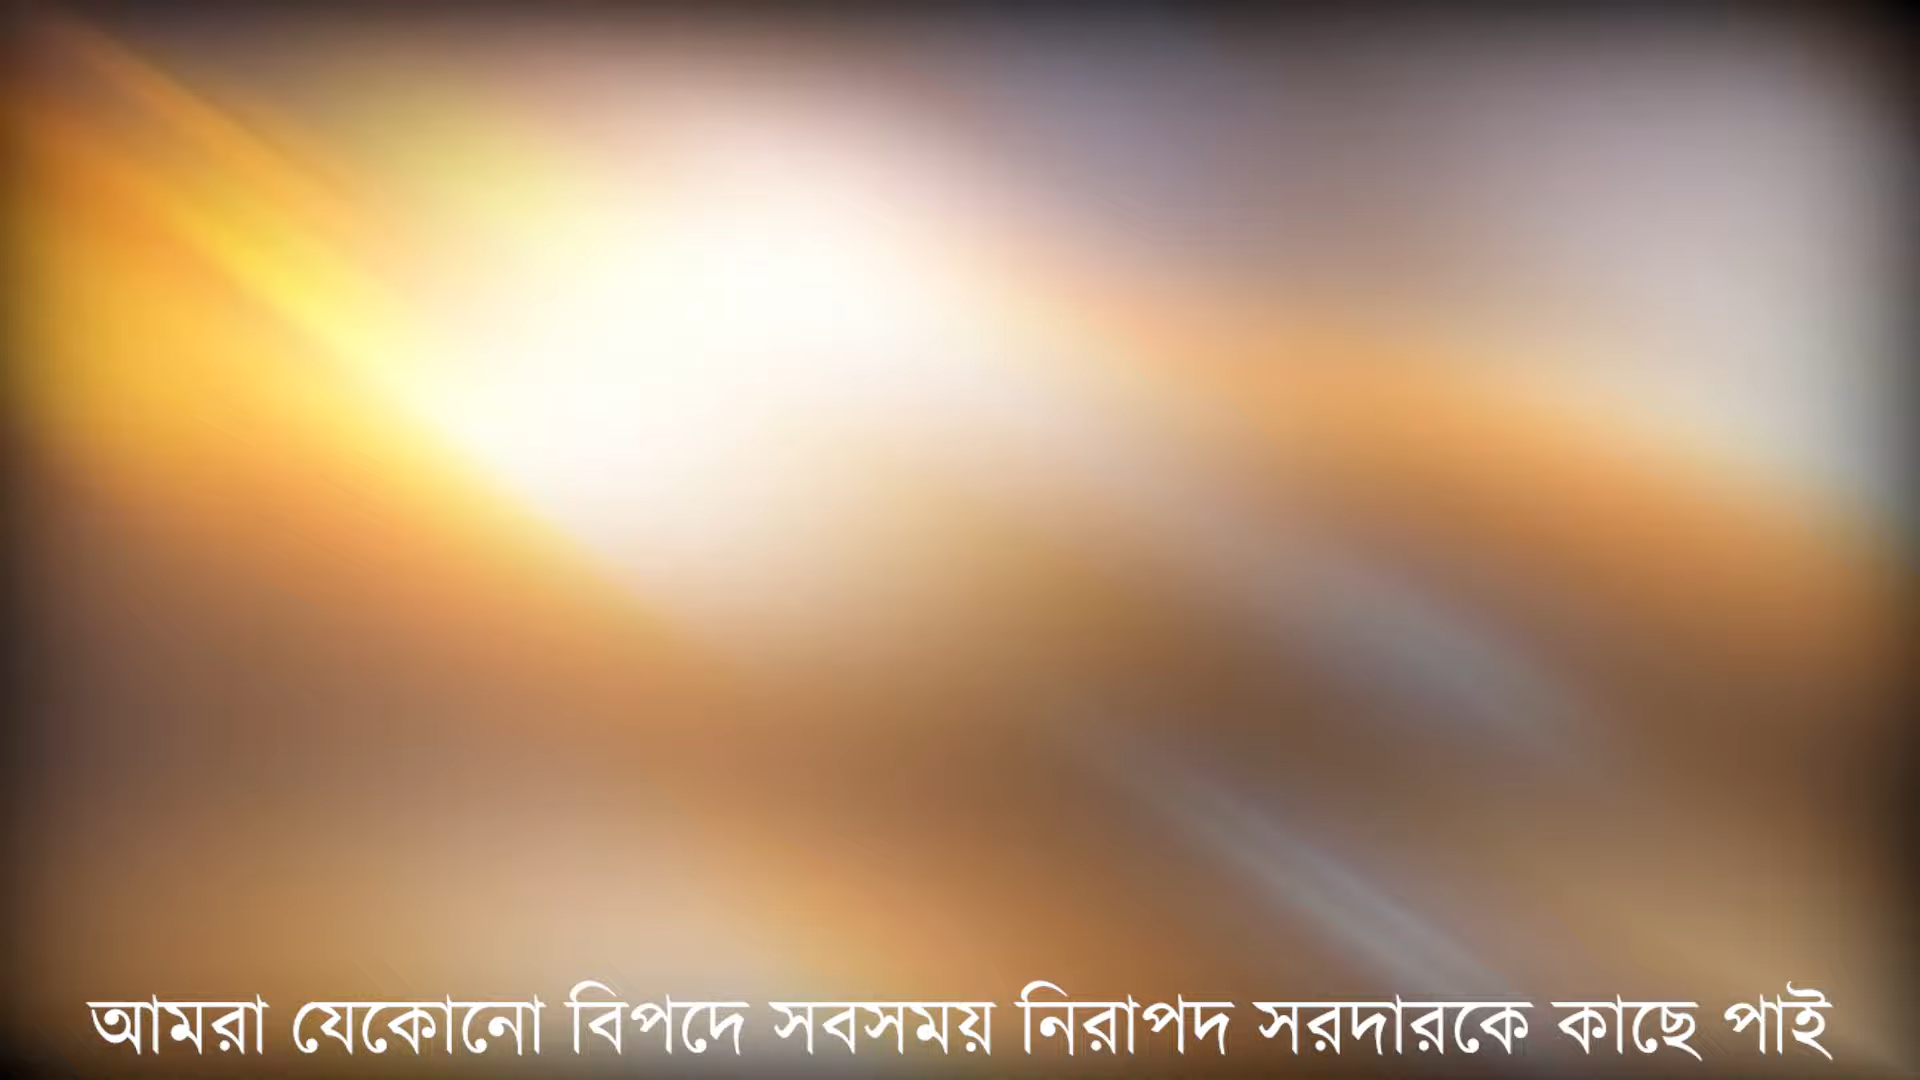 আমরা যেকোনো বিপদে সবসময় নিরাপদ সরদারকে কাছে পাই